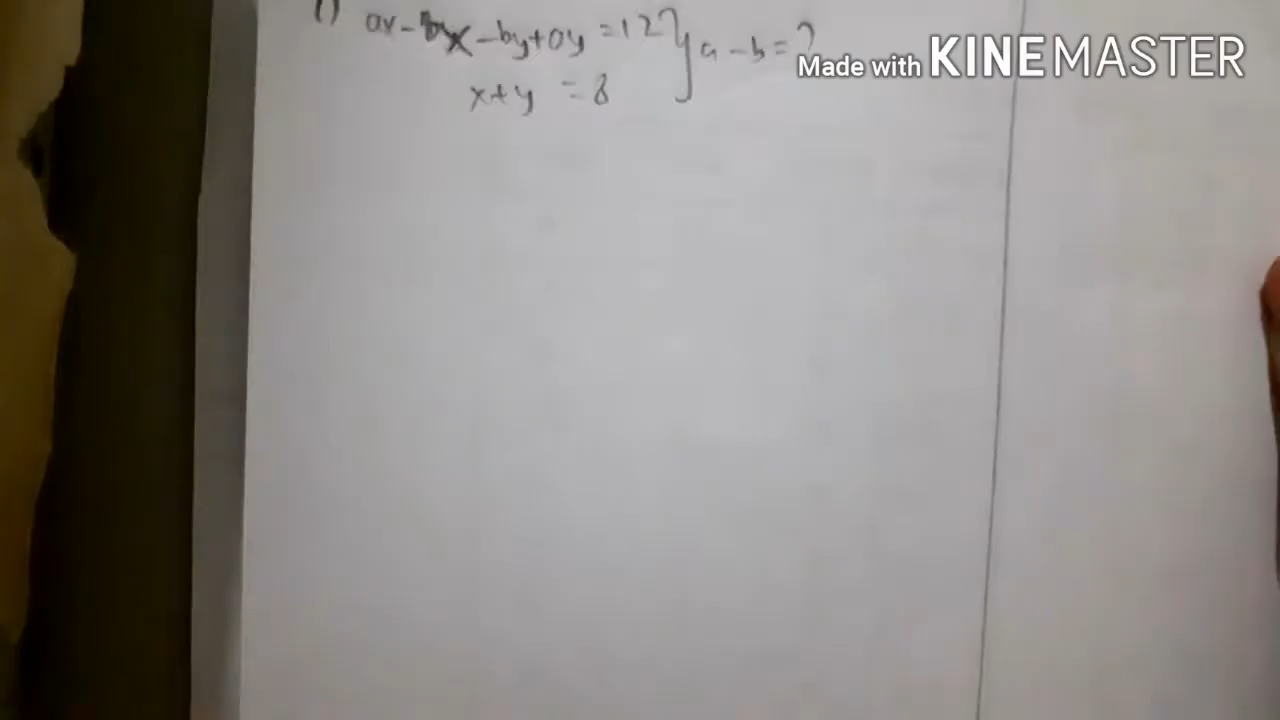 1) ax - bx - by + ay = 12 } a - b = ?
x + y = 8
Made with KINEMASTER